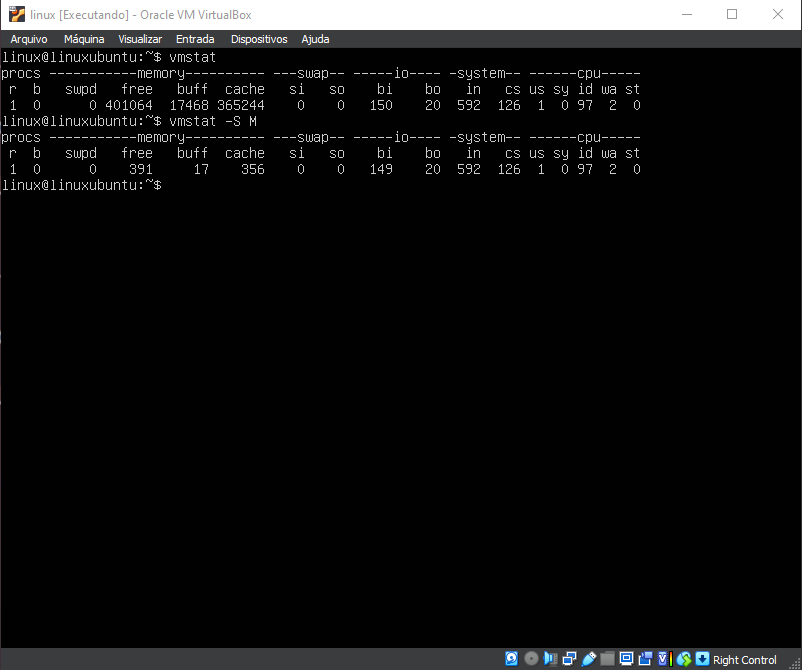 linux [Executando] - Oracle VM VirtualBox
Arquivo Máquina Visualizar Entrada Dispositivos Ajuda
linux@linuxubuntu:~$ vmstat
procs -----------memory---------- ---swap-- -----io---- -system-- ------cpu-----
 r  b   swpd   free   buff  cache   si   so    bi    bo   in   cs us sy id wa st
 1  0      0 401064  17468 365244    0    0   150    20  592  126  1  0 97  2  0
linux@linuxubuntu:~$ vmstat -S M
procs -----------memory---------- ---swap-- -----io---- -system-- ------cpu-----
 r  b   swpd   free   buff  cache   si   so    bi    bo   in   cs us sy id wa st
 1  0      0    391     17    356    0    0   149    20  592  126  1  0 97  2  0
linux@linuxubuntu:~$
Right Control